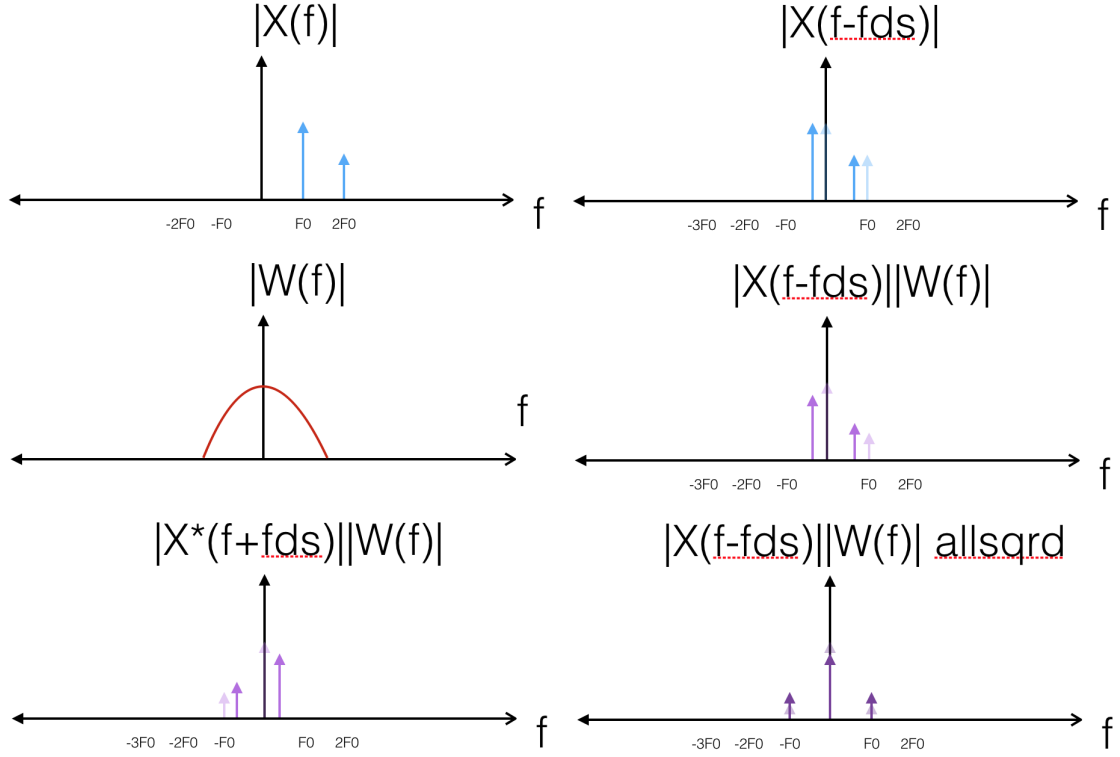 |X(f)|
f
-2F0 -F0 F0 2F0
|X(f-fds)|
f
-3F0 -2F0 -F0 F0 2F0
|W(f)|
f
|X(f-fds)||W(f)|
f
-3F0 -2F0 -F0 F0 2F0
|X*(f+fds)||W(f)|
f
-3F0 -2F0 -F0 F0 2F0
|X(f-fds)||W(f)| allsqrd
f
-3F0 -2F0 -F0 F0 2F0